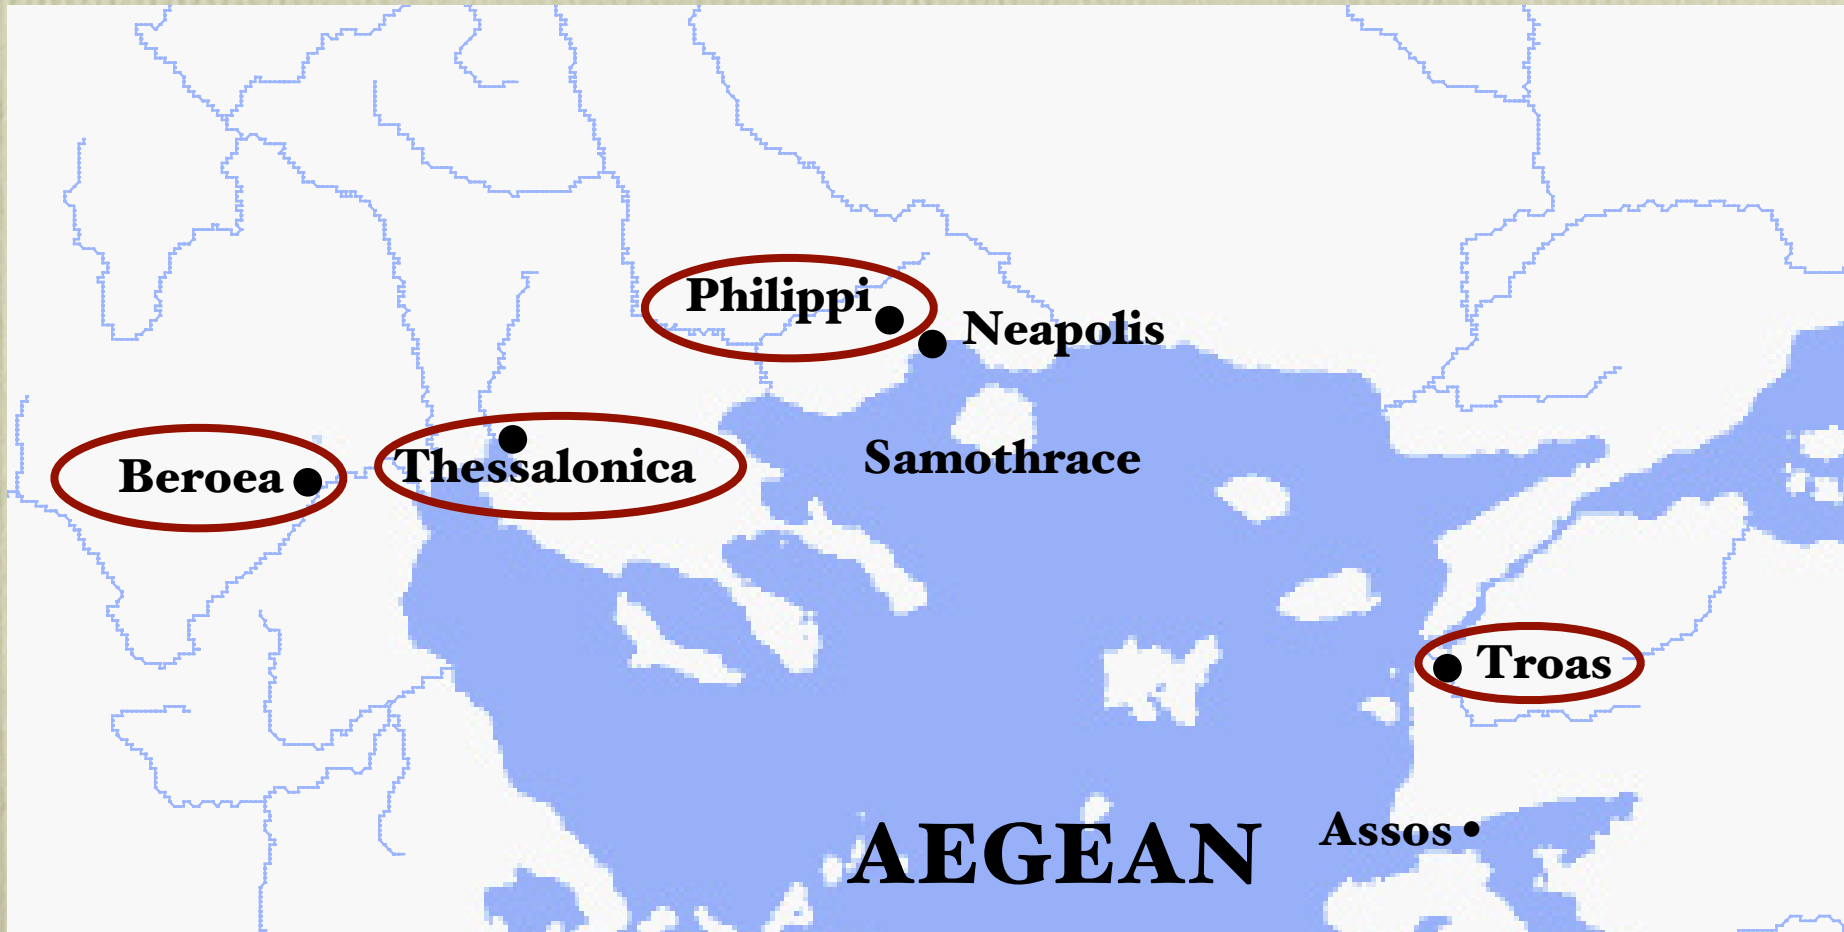 Philippi
Neapolis
Samothrace
Beroea
Thessalonica
Troas
Assos
AEGEAN